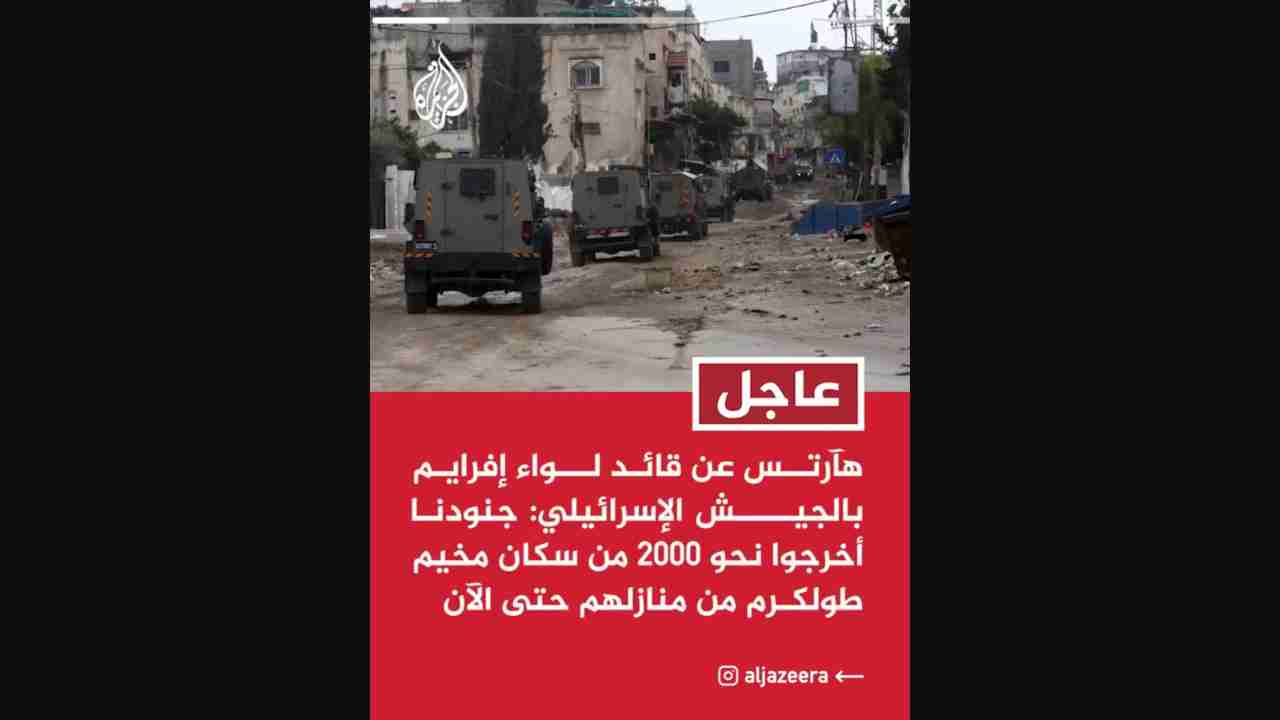 الجزيرة
عاجل
هآرتس عن قائد لواء إفرايم
بالجيش الإسرائيلي: جنودنا
أخرجوا نحو 2000 من سكان مخيم
طولكرم من منازلهم حتى الآن
aljazeera